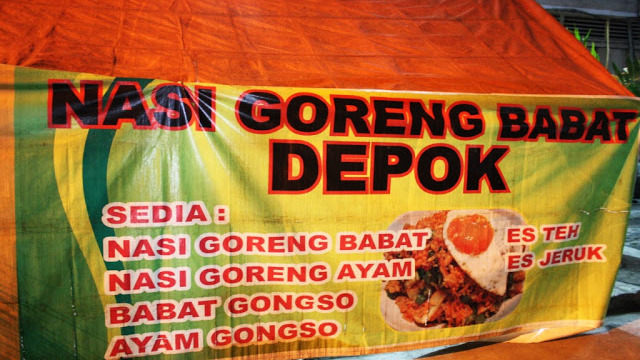 NASI GORENG BABAT
DEPOK
SEDIA :
NASI GORENG BABAT
NASI GORENG AYAM
BABAT GONGSO
AYAM GONGSO
ES TEH
ES JERUK